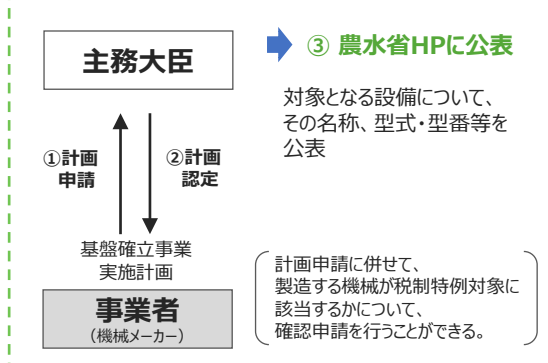 主務大臣
③ 農水省HPに公表
対象となる設備について、
その名称、型式・型番等を
公表
①計画
申請
②計画
認定
基盤確立事業
実施計画
事業者
（機械メーカー）
計画申請に併せて、
製造する機械が税制特例対象に
該当するかについて、
確認申請を行うことができる。